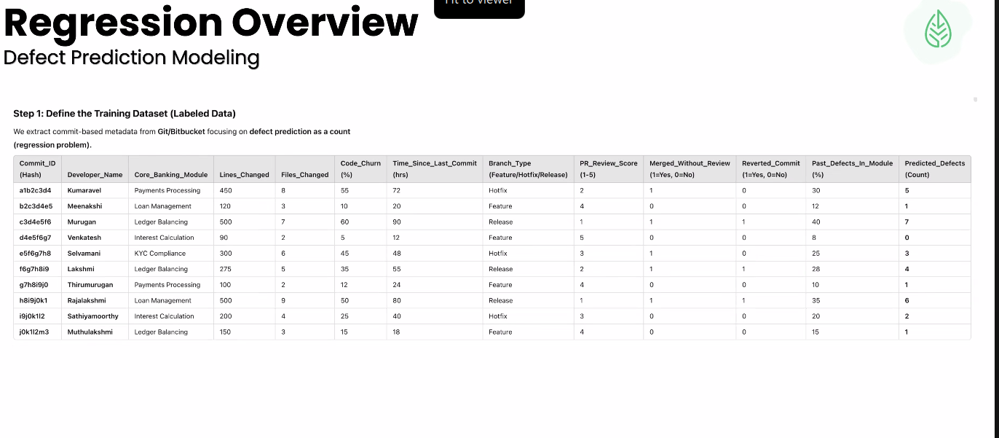 Fit to viewer
Regression Overview
Defect Prediction Modeling
Step 1: Define the Training Dataset (Labeled Data)
We extract commit-based metadata from Git/Bitbucket focusing on defect prediction as a count
(regression problem).
Commit_ID (Hash) Developer_Name Core_Banking_Module Lines_Changed Files_Changed Code_Churn (%) Time_Since_Last_Commit (hrs) Branch_Type (Feature/Hotfix/Release) PR_Review_Score (1-5) Merged_Without_Review (1=Yes, 0=No) Reverted_Commit (1=Yes, 0=No) Past_Defects_In_Module (%) Predicted_Defects (Count)
a1b2c3d4 Kumaravel Payments Processing 450 8 55 72 Hotfix 2 1 0 30 5
b2c3d4e5 Meenakshi Loan Management 120 3 10 20 Feature 4 0 0 12 1
c3d4e5f6 Murugan Ledger Balancing 500 7 60 90 Release 1 1 1 40 7
d4e5f6g7 Venkatesh Interest Calculation 90 2 5 12 Feature 5 0 0 8 0
e5f6g7h8 Selvamani KYC Compliance 300 6 45 48 Hotfix 3 1 0 25 3
f6g7h8i9 Lakshmi Ledger Balancing 275 5 35 55 Release 2 1 1 28 4
g7h8i9j0 Thirumurugan Payments Processing 100 2 12 24 Feature 4 0 0 10 1
h8i9j0k1 Rajalakshmi Loan Management 500 9 50 80 Release 1 1 1 35 6
i9j0k1l2 Sathiyamoorthy Interest Calculation 200 4 25 40 Hotfix 3 0 0 20 2
j0k1l2m3 Muthulakshmi Ledger Balancing 150 3 15 18 Feature 4 0 0 15 1